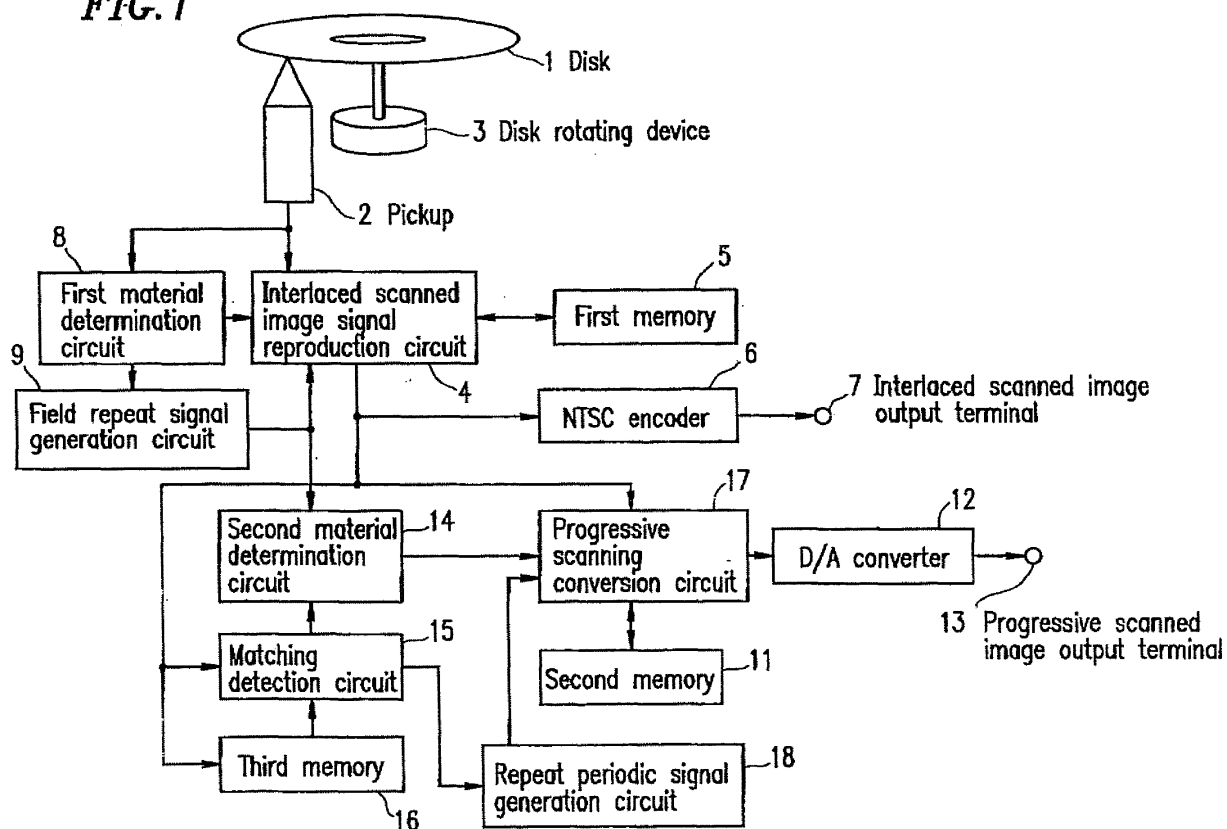 FIG. 1
1 Disk
3 Disk rotating device
2 Pickup
8
First material
determination
circuit
Interlaced scanned
image signal
reproduction circuit
4
5
First memory
9
Field repeat signal
generation circuit
6
NTSC encoder
7 Interlaced scanned image
output terminal
Second material
determination
circuit
14
17
Progressive
scanning
conversion circuit
12
D/A converter
13 Progressive scanned
image output terminal
15
Matching
detection circuit
Second memory
11
Third memory
16
Repeat periodic signal
generation circuit
18